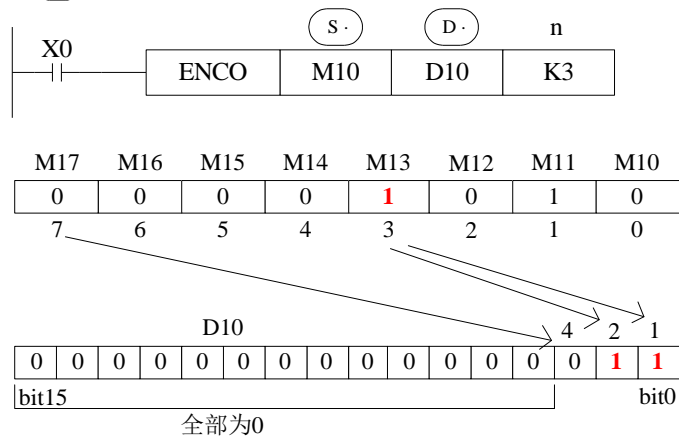 S· D· n
X0
ENCO M10 D10 K3
M17 M16 M15 M14 M13 M12 M11 M10
0 0 0 0 1 0 1 0
7 6 5 4 3 2 1 0
D10 4 2 1
0 0 0 0 0 0 0 0 0 0 0 0 0 0 1 1
bit15 bit0
全部为0